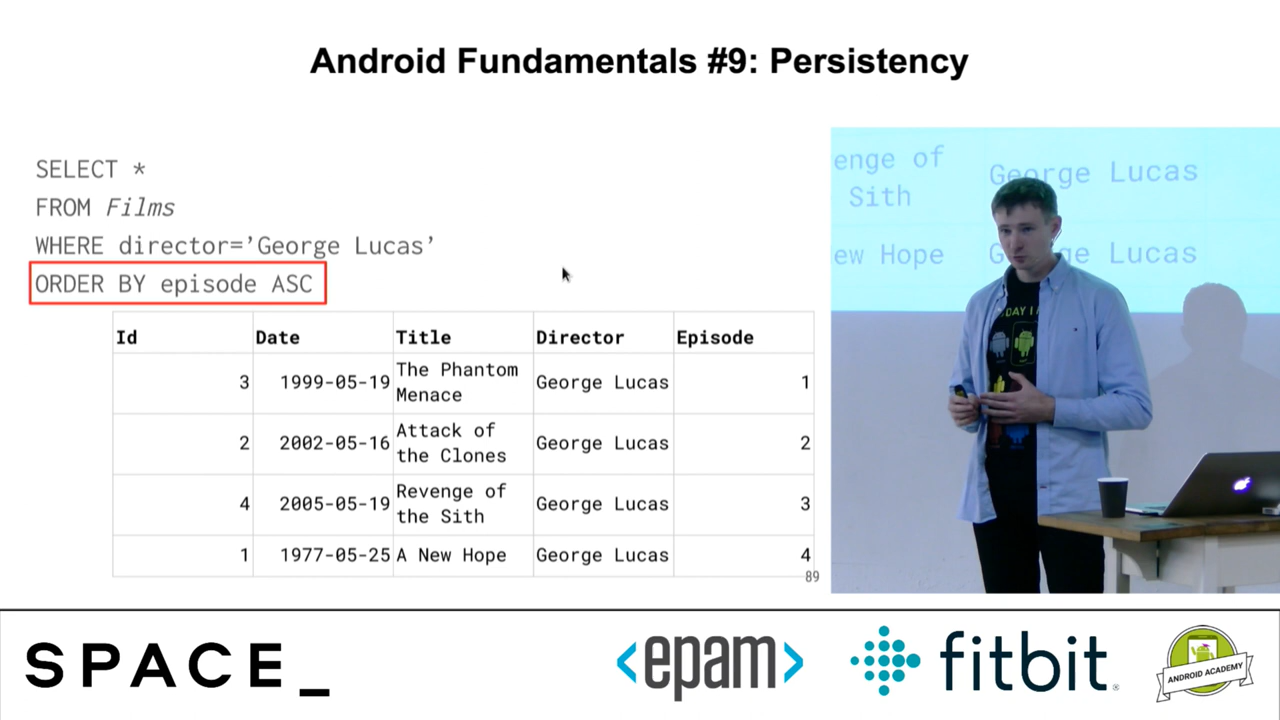 Android Fundamentals #9: Persistency
SELECT *
FROM Films
WHERE director='George Lucas'
ORDER BY episode ASC
Id Date Title Director Episode
3 1999-05-19 The Phantom Menace George Lucas 1
2 2002-05-16 Attack of the Clones George Lucas 2
4 2005-05-19 Revenge of the Sith George Lucas 3
1 1977-05-25 A New Hope George Lucas 4
89
enge of
Sith
George Lucas
ew Hope
Lucas
DAY I
SPACE_
<epam>
fitbit
ANDROID ACADEMY